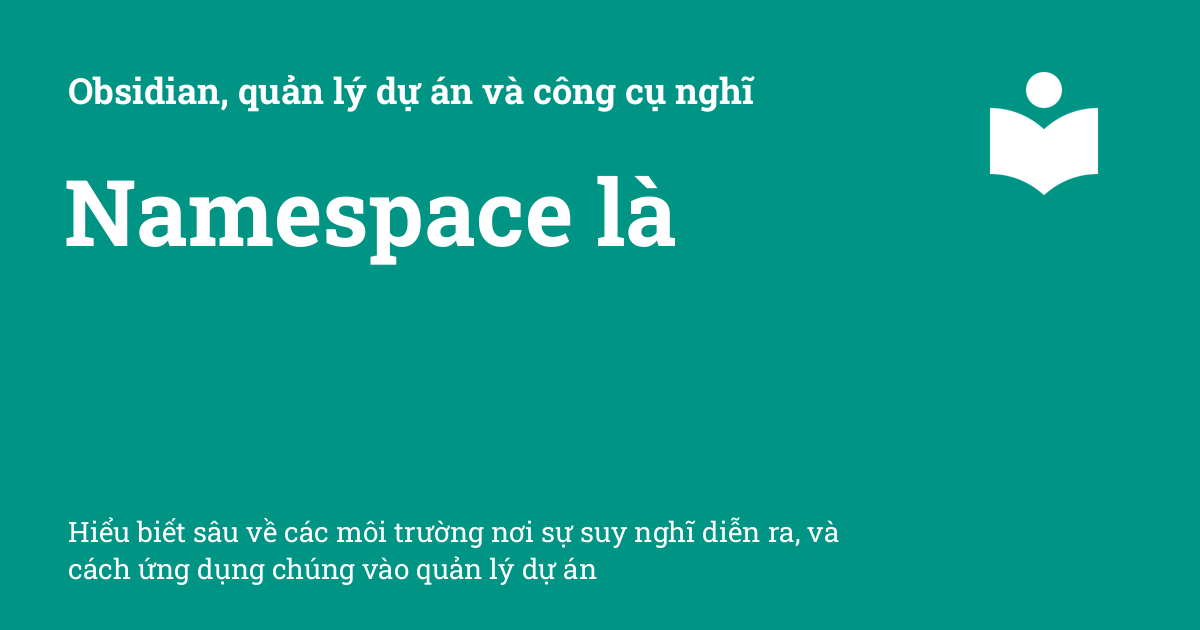 Obsidian, quản lý dự án và công cụ nghĩ
Namespace là
Hiểu biết sâu về các môi trường nơi sự suy nghĩ diễn ra, và
cách ứng dụng chúng vào quản lý dự án